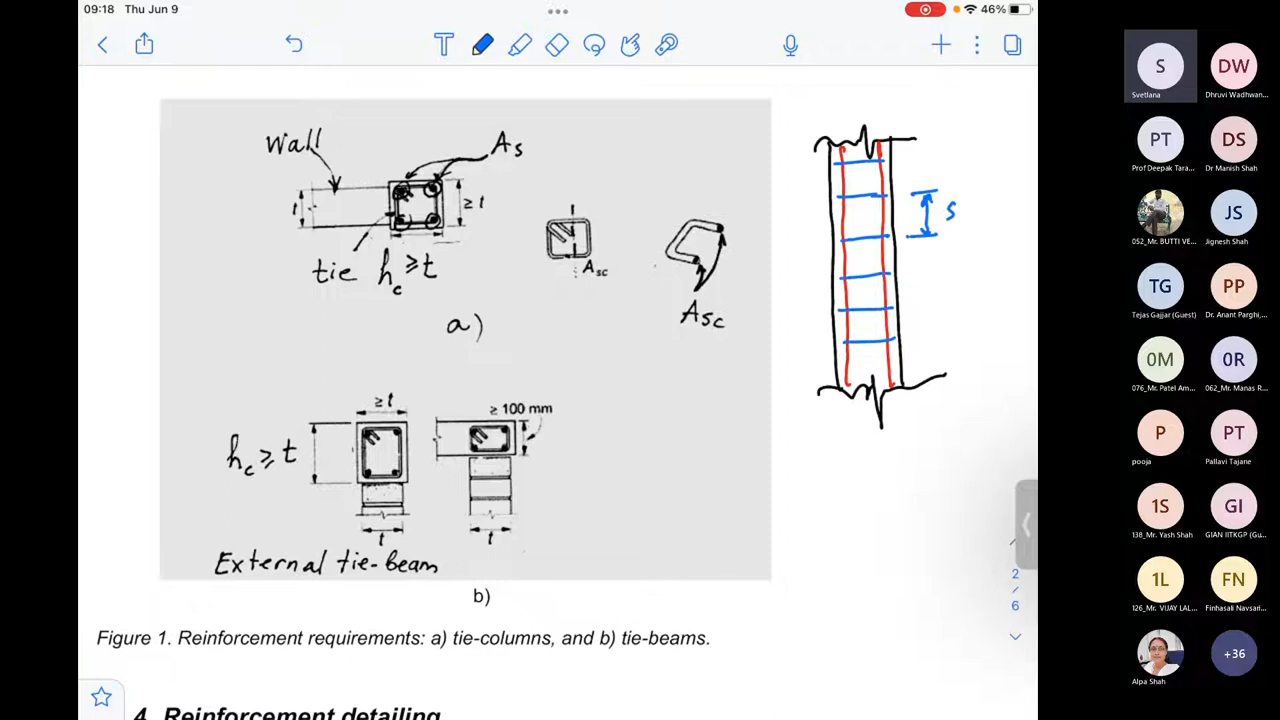 09:18 Thu Jun 9
46%
Wall
As
t
≥ t
tie hc ≥ t
Asc
Asc
a)
s
≥ t
≥ 100 mm
hc ≥ t
t
t
External tie-beam
b)
Figure 1. Reinforcement requirements: a) tie-columns, and b) tie-beams.
4. Reinforcement detailing
2
/
6
S
Svetlana
DW
Dhruvi Wadhwan...
PT
Prof Deepak Tara...
DS
Dr Manish Shah
052_Mr. BUTTI VE...
JS
Jignesh Shah
TG
Tejas Gajjar (Guest)
PP
Dr. Anant Parghi,...
0M
076_Mr. Patel Am...
0R
062_Mr. Manas R...
P
pooja
PT
Pallavi Tajane
1S
138_Mr. Yash Shah
GI
GIAN IITKGP (Gu...
1L
126_Mr. VIJAY LAL...
FN
Finhasali Navsari...
Alpa Shah
+36